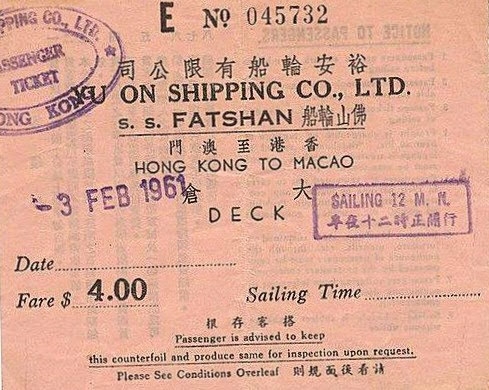 E Nº 045732
PPING CO., LTD.
PASSENGER
TICKET
ONG KONG
裕安輪船有限公司
YU ON SHIPPING CO., LTD.
S. S. FATSHAN 佛山輪船
香港至澳門
HONG KONG TO MACAO
3 FEB 1961
大倉
DECK
SAILING 12 M. N.
夜十二時正開行
Date
Fare $ 4.00
Sailing Time
搭客存根
Passenger is advised to keep
this counterfoil and produce same for inspection upon request.
Please See Conditions Overleaf 請看後面規則